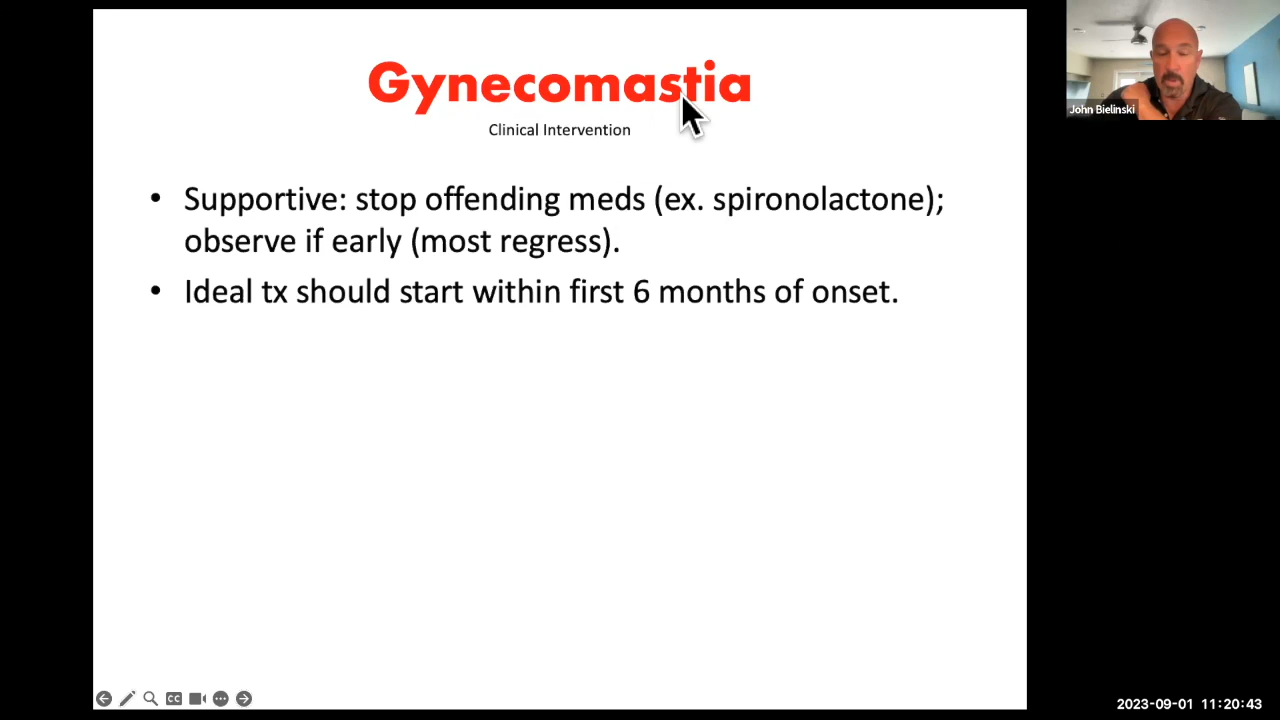 Gynecomastia
Clinical Intervention
• Supportive: stop offending meds (ex. spironolactone);
observe if early (most regress).
• Ideal tx should start within first 6 months of onset.
John Bielinski
CC
2023-09-01 11:20:43